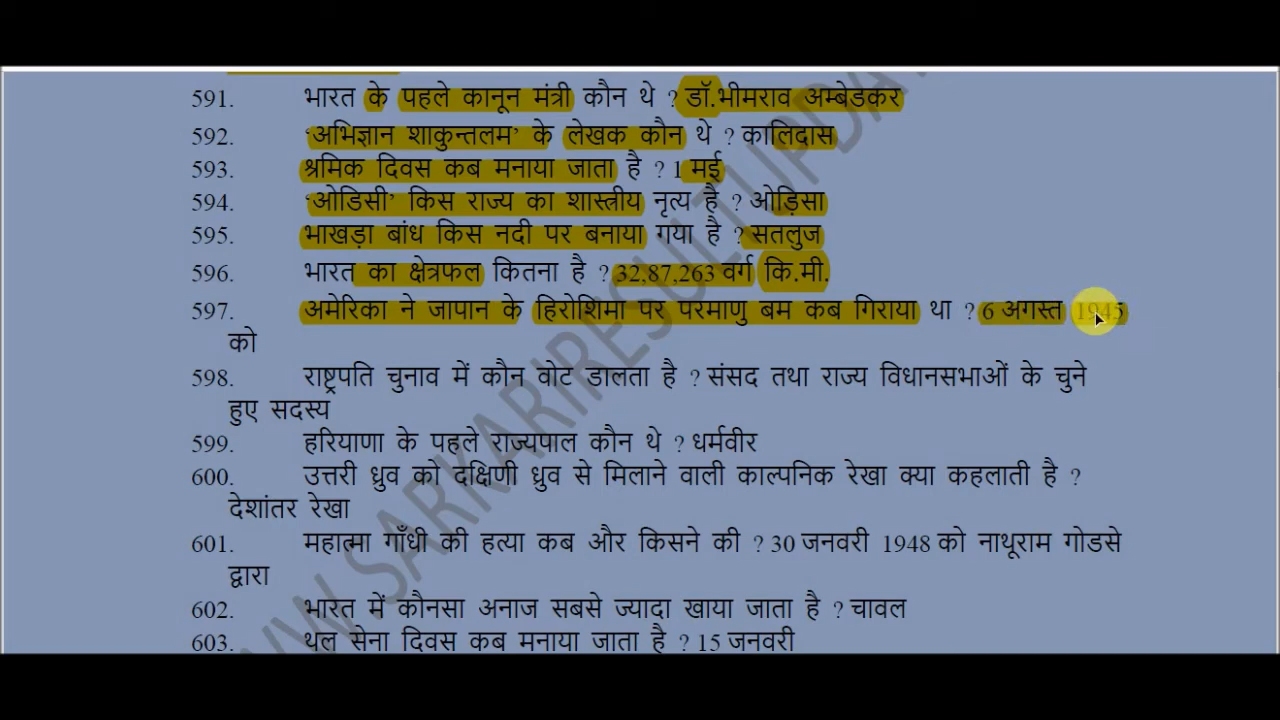 591. भारत के पहले कानून मंत्री कौन थे ? डॉ.भीमराव अम्बेडकर
592. 'अभिज्ञान शाकुन्तलम' के लेखक कौन थे ? कालिदास
593. श्रमिक दिवस कब मनाया जाता है ? 1 मई
594. 'ओडिसी' किस राज्य का शास्त्रीय नृत्य है ? ओड़िसा
595. भाखड़ा बांध किस नदी पर बनाया गया है ? सतलुज
596. भारत का क्षेत्रफल कितना है ? 32,87,263 वर्ग कि.मी.
597. अमेरिका ने जापान के हिरोशिमा पर परमाणु बम कब गिराया था ? 6 अगस्त 1945
को
598. राष्ट्रपति चुनाव में कौन वोट डालता है ? संसद तथा राज्य विधानसभाओं के चुने
हुए सदस्य
599. हरियाणा के पहले राज्यपाल कौन थे ? धर्मवीर
600. उत्तरी ध्रुव को दक्षिणी ध्रुव से मिलाने वाली काल्पनिक रेखा क्या कहलाती है ?
देशांतर रेखा
601. महात्मा गाँधी की हत्या कब और किसने की ? 30 जनवरी 1948 को नाथूराम गोडसे
द्वारा
602. भारत में कौनसा अनाज सबसे ज्यादा खाया जाता है ? चावल
603. थल सेना दिवस कब मनाया जाता है ? 15 जनवरी
WW.SARKARIRESULTUPDA